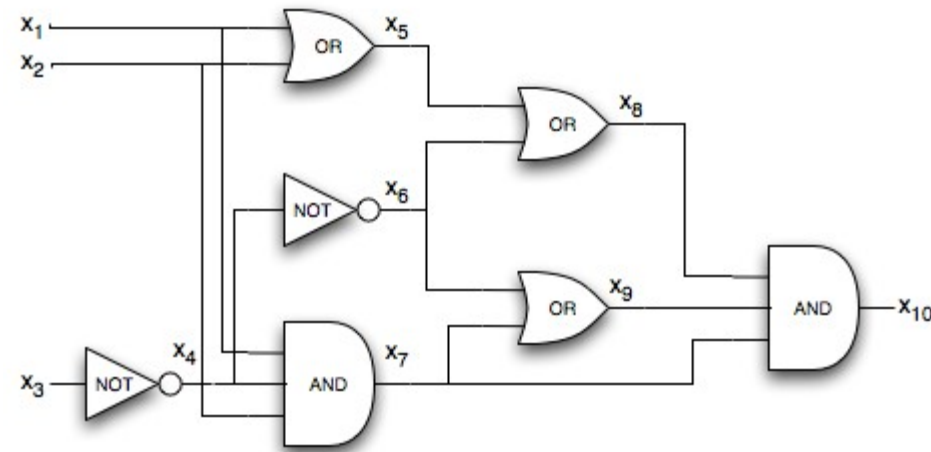 x₁
OR
x₅
x₂
OR
x₈
NOT
x₆
OR
x₉
AND
x₁₀
x₃
NOT
x₄
AND
x₇